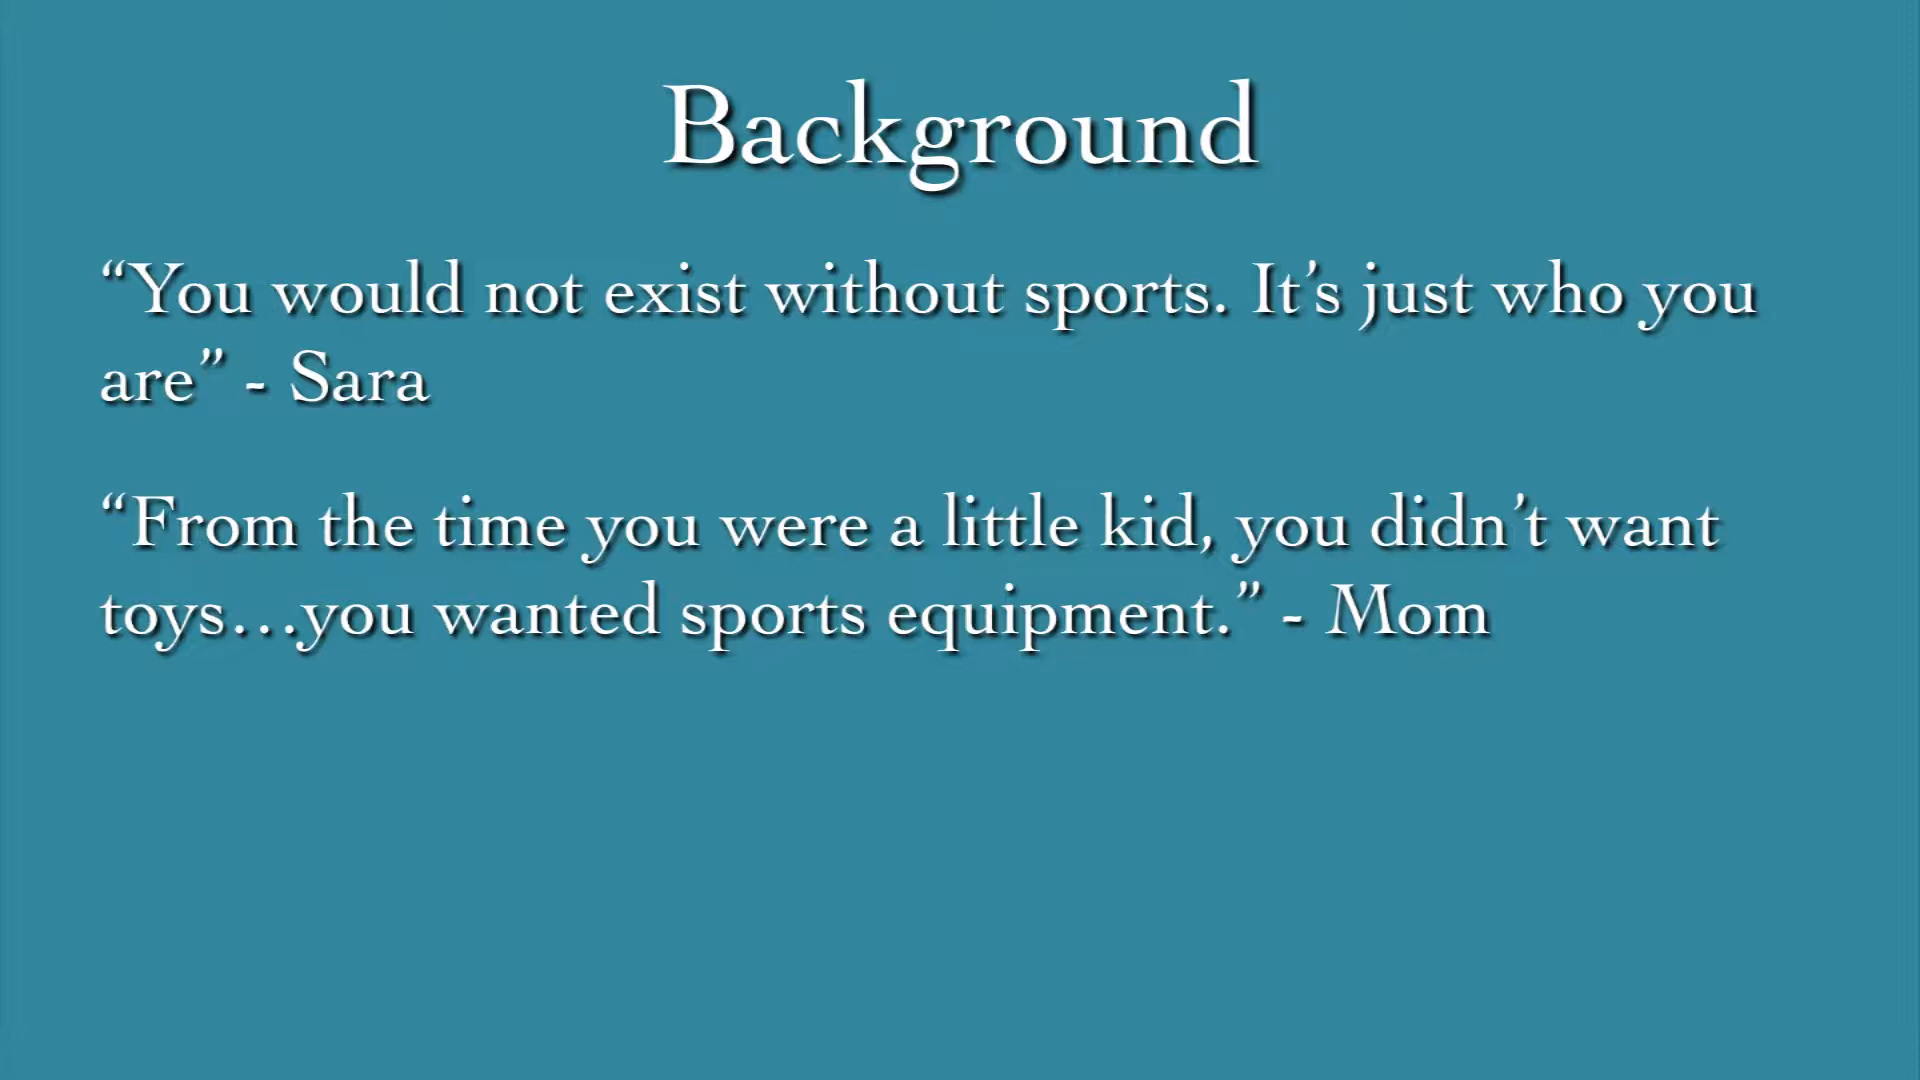 Background
“You would not exist without sports. It’s just who you
are” - Sara
“From the time you were a little kid, you didn’t want
toys…you wanted sports equipment.” - Mom